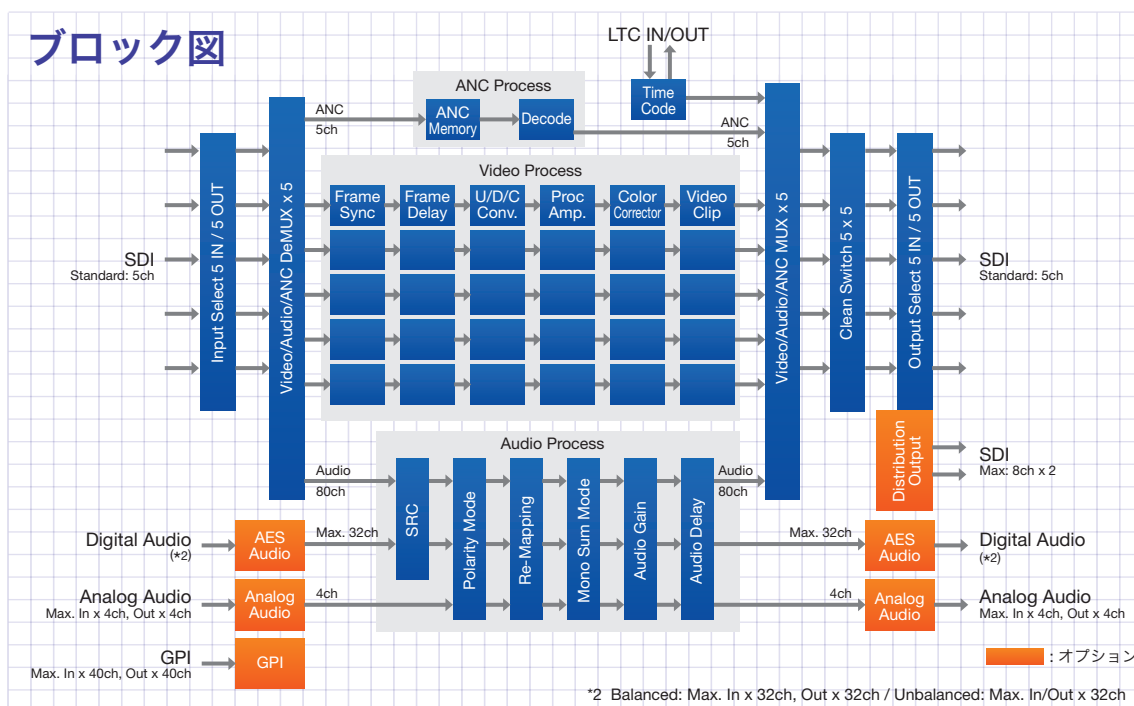 ブロック図
LTC IN/OUT
ANC Process
Time
Code
ANC
5ch
ANC
Memory
Decode
ANC
5ch
Video Process
Frame
Sync
Frame
Delay
U/D/C
Conv.
Proc
Amp.
Color
Corrector
Video
Clip
SDI
Standard: 5ch
Input Select 5 IN / 5 OUT
Video/Audio/ANC DeMUX x 5
Video/Audio/ANC MUX x 5
Clean Switch 5 x 5
Output Select 5 IN / 5 OUT
SDI
Standard: 5ch
Distribution
Output
SDI
Max: 8ch x 2
Audio Process
Audio
80ch
SRC
Polarity Mode
Re-Mapping
Mono Sum Mode
Audio Gain
Audio Delay
Audio
80ch
Digital Audio
(*2)
AES
Audio
Max. 32ch
Max. 32ch
AES
Audio
Digital Audio
(*2)
Analog Audio
Max. In x 4ch, Out x 4ch
Analog
Audio
4ch
4ch
Analog
Audio
Analog Audio
Max. In x 4ch, Out x 4ch
GPI
Max. In x 40ch, Out x 40ch
GPI
: オプション
*2 Balanced: Max. In x 32ch, Out x 32ch / Unbalanced: Max. In/Out x 32ch